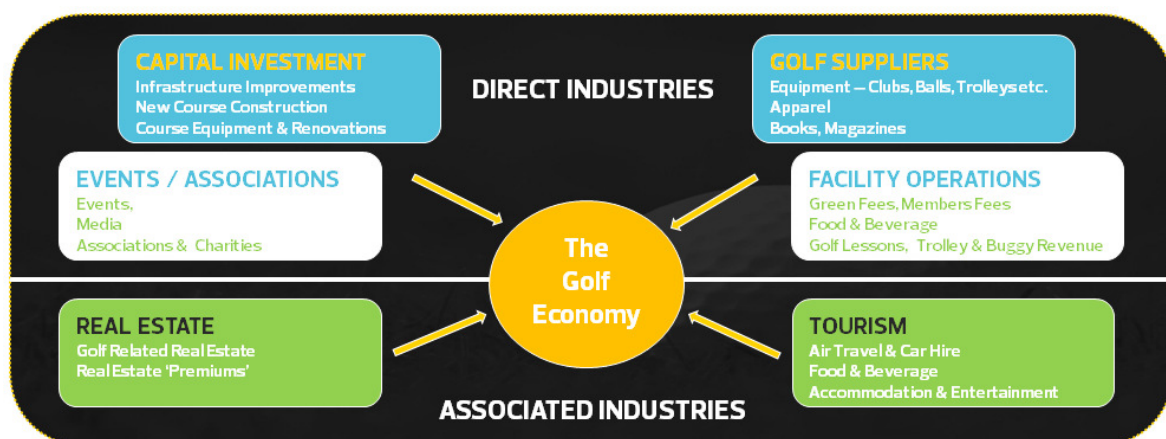 CAPITAL INVESTMENT
Infrastructure Improvements
New Course Construction
Course Equipment & Renovations
DIRECT INDUSTRIES
GOLF SUPPLIERS
Equipment – Clubs, Balls, Trolleys etc.
Apparel
Books, Magazines
EVENTS / ASSOCIATIONS
Events,
Media
Associations & Charities
FACILITY OPERATIONS
Green Fees, Members Fees
Food & Beverage
Golf Lessons, Trolley & Buggy Revenue
The
Golf
Economy
REAL ESTATE
Golf Related Real Estate
Real Estate ‘Premiums’
TOURISM
Air Travel & Car Hire
Food & Beverage
Accommodation & Entertainment
ASSOCIATED INDUSTRIES